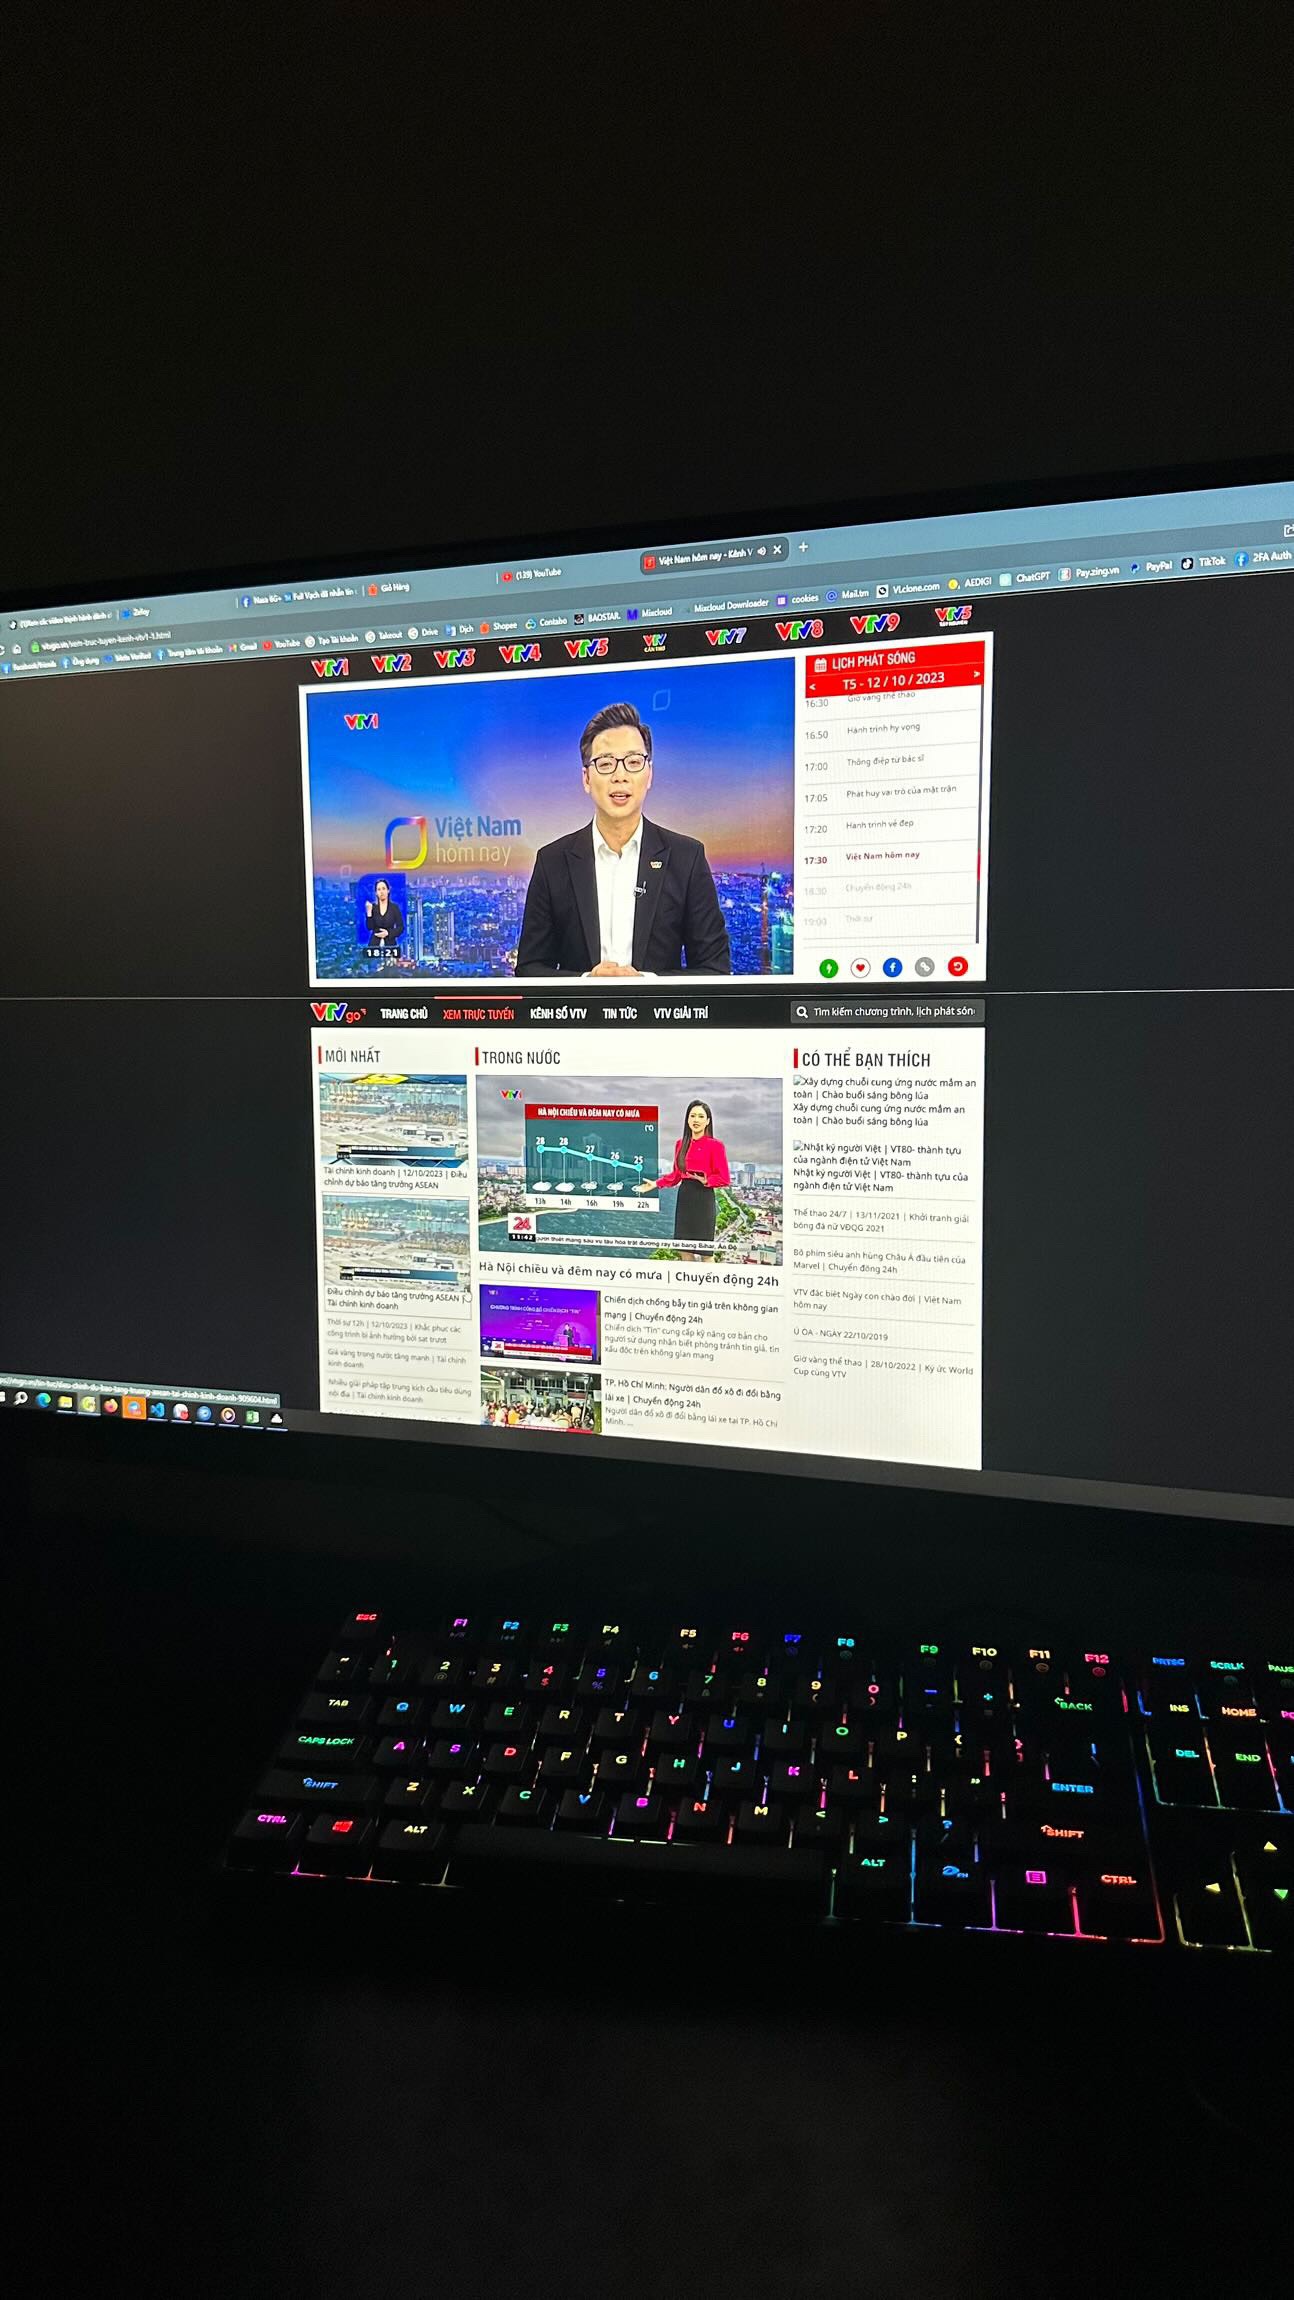 (139) YouTube
Việt Nam hôm nay - Kênh V
Giỏ Hàng
Gmail
YouTube
Tạo Tài khoản
Takeout
Drive
Dịch
Shopee
Contabo
BAOSTAR.
Mixcloud
Mixcloud Downloader
cookies
Mail.tm
VLclone.com
AEDIGI
ChatGPT
Pay.zing.vn
PayPal
TikTok
2FA Auth
VTV1 VTV2 VTV3 VTV4 VTV5 VTV CẦN THƠ VTV7 VTV8 VTV9 VTV5
LỊCH PHÁT SÓNG
< T5 - 12 / 10 / 2023 >
16:30 Giờ vàng thể thao
16:50 Hành trình hy vọng
17:00 Thông điệp từ bác sĩ
17:05 Phát huy vai trò của mặt trận
17:20 Hành trình vẻ đẹp
17:30 Việt Nam hôm nay
18:30 Chuyển động 24h
19:00 Thời sự
VTV1
Việt Nam
hôm nay
18:21
VTVgo TRANG CHỦ XEM TRỰC TUYẾN KÊNH SỐ VTV TIN TỨC VTV GIẢI TRÍ
Tìm kiếm chương trình, lịch phát són
MỚI NHẤT
Tài chính kinh doanh | 12/10/2023 | Điều
chỉnh dự báo tăng trưởng ASEAN
Điều chỉnh dự báo tăng trưởng ASEAN |
Tài chính kinh doanh
Thời sự 12h | 12/10/2023 | Khắc phục các
công trình bị ảnh hưởng bởi sạt trượt
Giá vàng trong nước tăng mạnh | Tài chính
kinh doanh
Nhiều giải pháp tập trung kích cầu tiêu dùng
nội địa | Tài chính kinh doanh
TRONG NƯỚC
VTV1
HÀ NỘI CHIỀU VÀ ĐÊM NAY CÓ MƯA
(°C)
28 28 27 26 25
13h 14h 16h 19h 22h
24
11:42
người thiệt mạng sau vụ tàu hỏa trật đường ray tại bang Bihar, Ấn Độ
Hà Nội chiều và đêm nay có mưa | Chuyển động 24h
Chiến dịch chống bẫy tin giả trên không gian
mạng | Chuyển động 24h
Chiến dịch "Tin" cung cấp kỹ năng cơ bản cho
người sử dụng nhận biết phòng tránh tin giả, tin
xấu độc trên không gian mạng
TP. Hồ Chí Minh: Người dân đổ xô đi đổi bằng
lái xe | Chuyển động 24h
Người dân đổ xô đi đổi bằng lái xe tại TP. Hồ Chí
Minh. ...
CÓ THỂ BẠN THÍCH
Xây dựng chuỗi cung ứng nước mắm an
toàn | Chào buổi sáng bông lúa
Xây dựng chuỗi cung ứng nước mắm an
toàn | Chào buổi sáng bông lúa
Nhật ký người Việt | VT80- thành tựu
của ngành điện tử Việt Nam
Nhật ký người Việt | VT80- thành tựu của
ngành điện tử Việt Nam
Thể thao 24/7 | 13/11/2021 | Khởi tranh giải
bóng đá nữ VĐQG 2021
Bộ phim siêu anh hùng Châu Á đầu tiên của
Marvel | Chuyển động 24h
VTV đặc biệt Ngày con chào đời | Việt Nam
hôm nay
Ú ÒA - NGÀY 22/10/2019
Giờ vàng thể thao | 28/10/2022 | Ký ức World
Cup cùng VTV
ESC F1 F2 F3 F4 F5 F6 F7 F8 F9 F10 F11 F12 PRTSC SCRLK PAUS
~ 1 2 3 4 5 6 7 8 9 0 - + BACK INS HOME
TAB Q W E R T Y U I O P DEL END
CAPS LOCK A S D F G H J K L : " ENTER
SHIFT Z X C V B N M < > ? SHIFT
CTRL ALT ALT FN CTRL